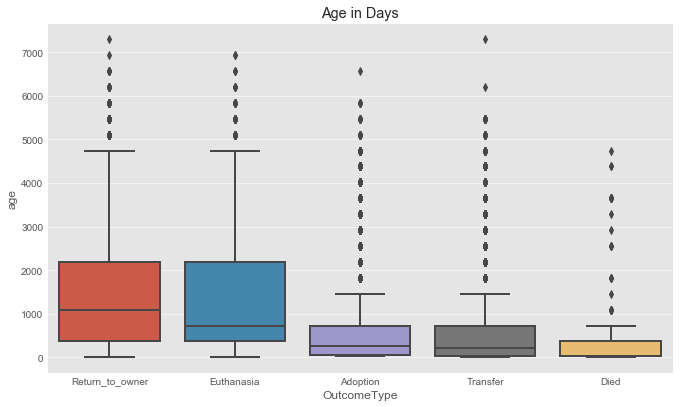 Age in Days
7000
6000
5000
4000
3000
2000
1000
0
age
Return_to_owner
Euthanasia
Adoption
Transfer
Died
OutcomeType